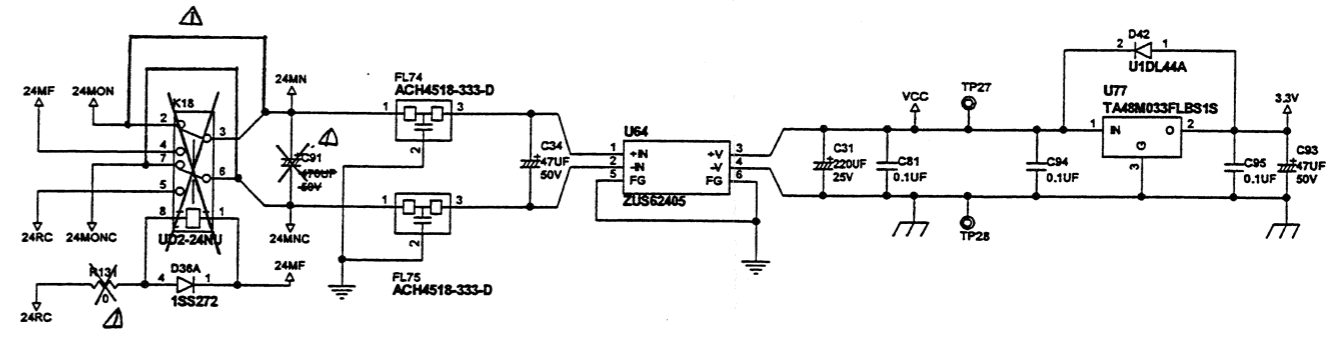 1
24MF
24MON
K18
2
3
4
7
6
5
8
1
UD2-24NU
24RC
24MONC
R131
0
24RC
D36A
4
1
1SS272
24MF
24MN
1
C91
470UF
50V
24MNC
1
FL74
ACH4518-333-D
1
3
2
1
3
2
FL75
ACH4518-333-D
C34
47UF
50V
U64
1
+IN
2
-IN
5
FG
+V
3
-V
4
FG
6
ZUS62405
C31
220UF
25V
VCC
C81
0.1UF
TP27
TP28
C94
0.1UF
D42
2
1
U1DL44A
U77
TA48M033FLBS1S
1
IN
O
2
G
3
C95
0.1UF
3.3V
C93
47UF
50V